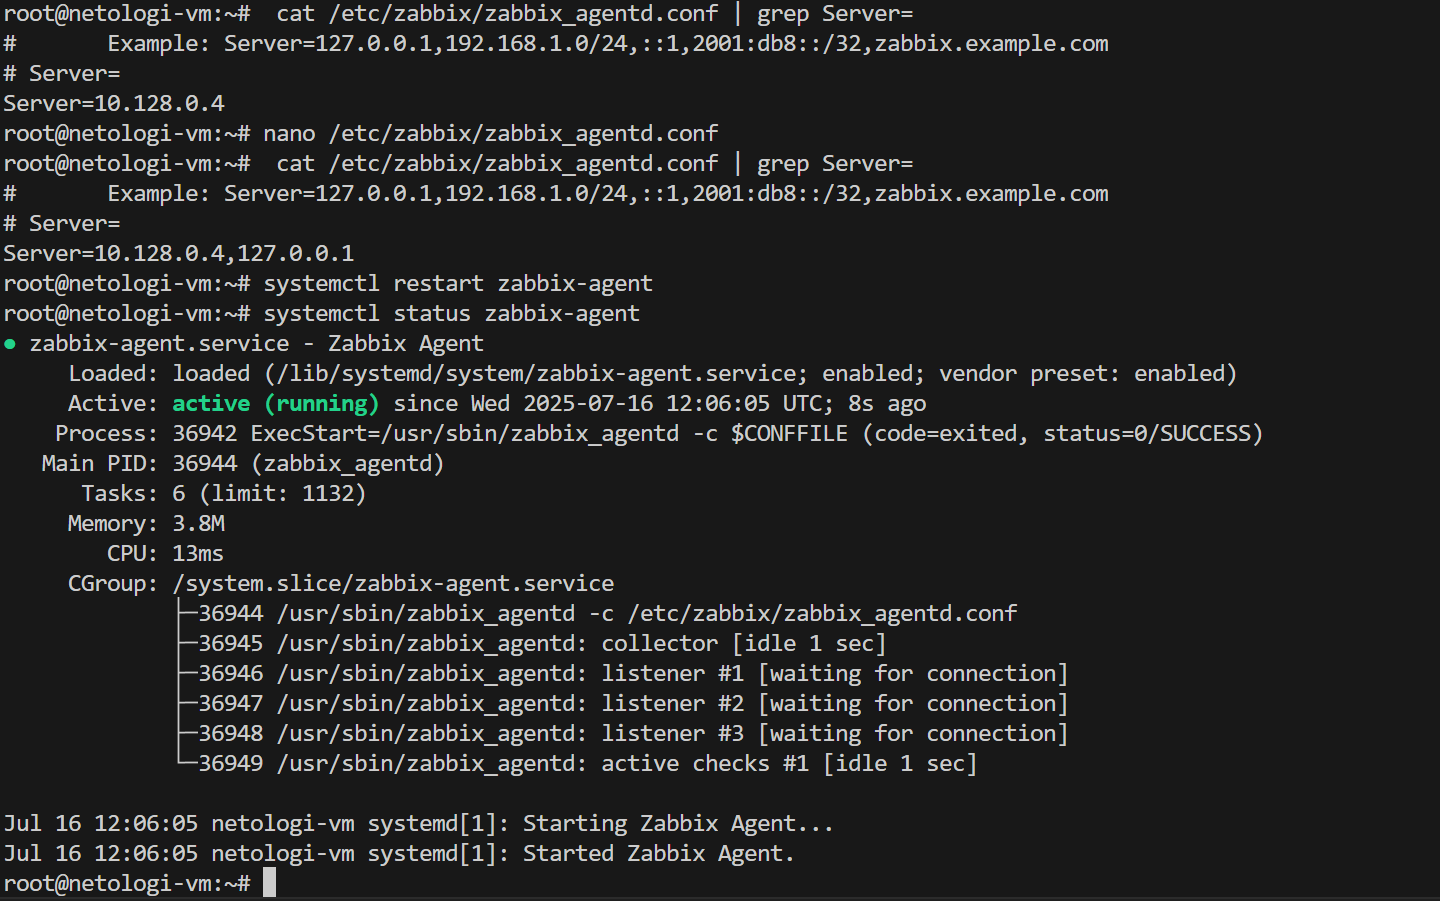 root@netologi-vm:~#  cat /etc/zabbix/zabbix_agentd.conf | grep Server=
#       Example: Server=127.0.0.1,192.168.1.0/24,::1,2001:db8::/32,zabbix.example.com
# Server=
Server=10.128.0.4
root@netologi-vm:~# nano /etc/zabbix/zabbix_agentd.conf
root@netologi-vm:~#  cat /etc/zabbix/zabbix_agentd.conf | grep Server=
#       Example: Server=127.0.0.1,192.168.1.0/24,::1,2001:db8::/32,zabbix.example.com
# Server=
Server=10.128.0.4,127.0.0.1
root@netologi-vm:~# systemctl restart zabbix-agent
root@netologi-vm:~# systemctl status zabbix-agent
● zabbix-agent.service - Zabbix Agent
     Loaded: loaded (/lib/systemd/system/zabbix-agent.service; enabled; vendor preset: enabled)
     Active: active (running) since Wed 2025-07-16 12:06:05 UTC; 8s ago
    Process: 36942 ExecStart=/usr/sbin/zabbix_agentd -c $CONFFILE (code=exited, status=0/SUCCESS)
   Main PID: 36944 (zabbix_agentd)
      Tasks: 6 (limit: 1132)
     Memory: 3.8M
        CPU: 13ms
     CGroup: /system.slice/zabbix-agent.service
             ├─36944 /usr/sbin/zabbix_agentd -c /etc/zabbix/zabbix_agentd.conf
             ├─36945 /usr/sbin/zabbix_agentd: collector [idle 1 sec]
             ├─36946 /usr/sbin/zabbix_agentd: listener #1 [waiting for connection]
             ├─36947 /usr/sbin/zabbix_agentd: listener #2 [waiting for connection]
             ├─36948 /usr/sbin/zabbix_agentd: listener #3 [waiting for connection]
             └─36949 /usr/sbin/zabbix_agentd: active checks #1 [idle 1 sec]

Jul 16 12:06:05 netologi-vm systemd[1]: Starting Zabbix Agent...
Jul 16 12:06:05 netologi-vm systemd[1]: Started Zabbix Agent.
root@netologi-vm:~#